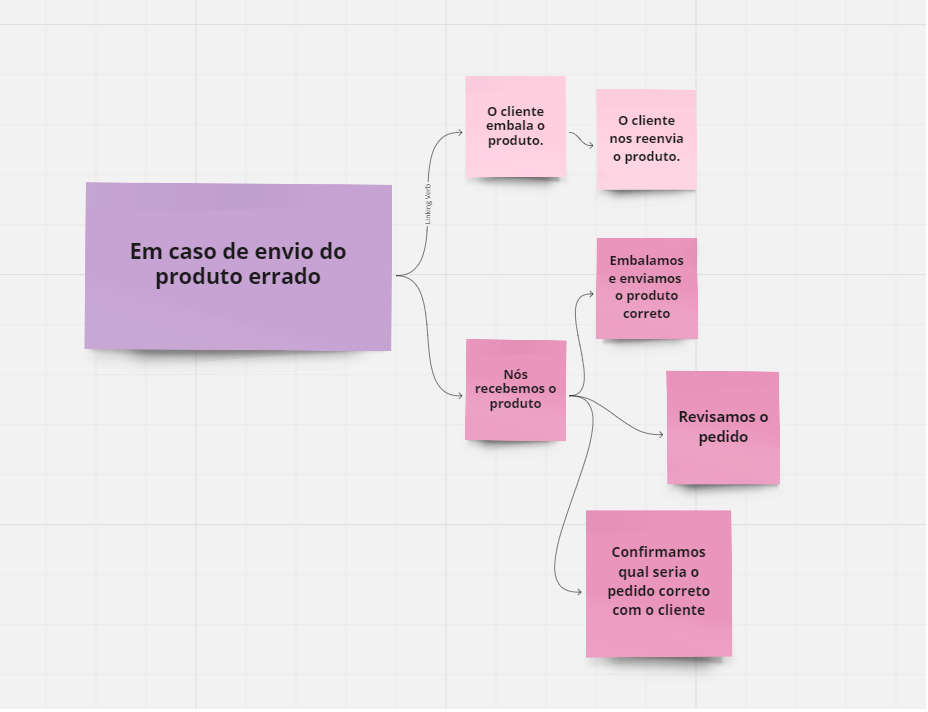 Em caso de envio do
produto errado
Linking Verb
O cliente
embala o
produto.
O cliente
nos reenvia
o produto.
Nós
recebemos o
produto
Embalamos
e enviamos
o produto
correto
Revisamos o
pedido
Confirmamos
qual seria o
pedido correto
com o cliente